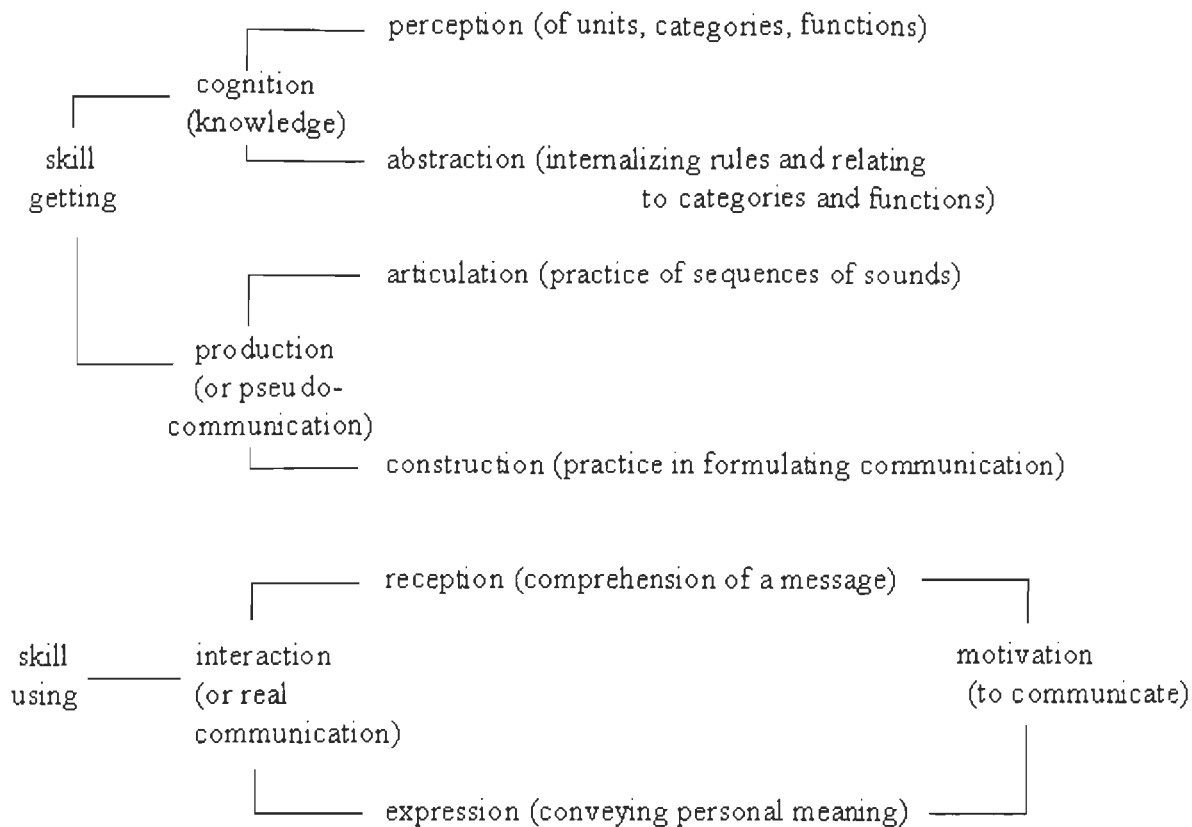 perception (of units, categories, functions)
cognition
(knowledge)
skill
getting
abstraction (internalizing rules and relating
to categories and functions)
articulation (practice of sequences of sounds)
production
(or pseudo-
communication)
construction (practice in formulating communication)
reception (comprehension of a message)
skill
using
interaction
(or real
communication)
motivation
(to communicate)
expression (conveying personal meaning)